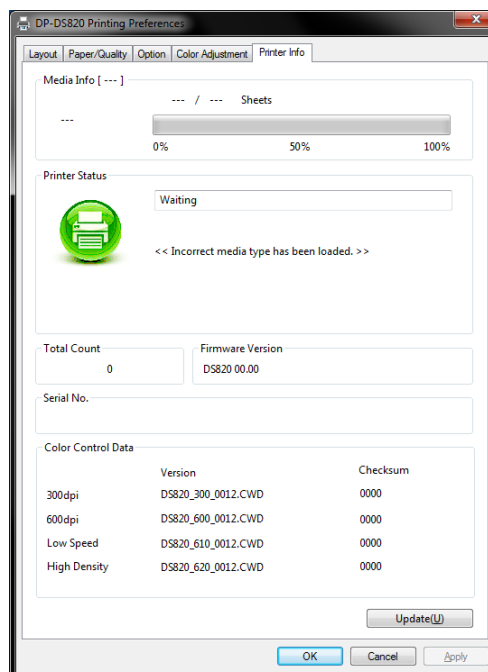 DP-DS820 Printing Preferences
Layout Paper/Quality Option Color Adjustment Printer Info
Media Info [ --- ]
--- / --- Sheets
---
0% 50% 100%
Printer Status
Waiting
<< Incorrect media type has been loaded. >>
Total Count Firmware Version
0 DS820 00.00
Serial No.
Color Control Data
Version Checksum
300dpi DS820_300_0012.CWD 0000
600dpi DS820_600_0012.CWD 0000
Low Speed DS820_610_0012.CWD 0000
High Density DS820_620_0012.CWD 0000
Update(U)
OK Cancel Apply